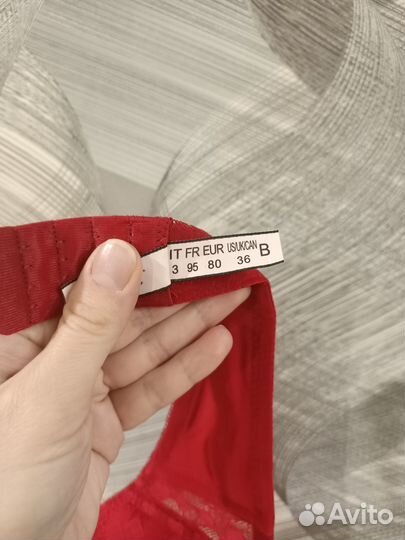 IT FR EUR US/UK/CAN B
3 95 80 36
Avito